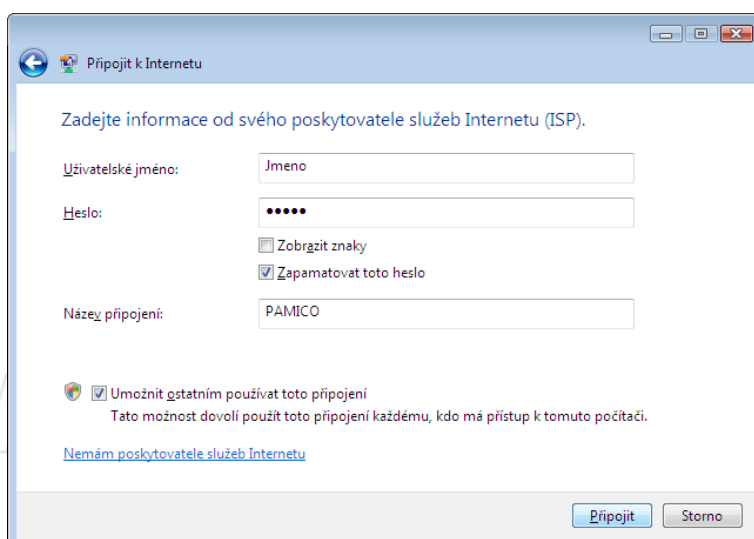 Připojit k Internetu
Zadejte informace od svého poskytovatele služeb Internetu (ISP).
Uživatelské jméno: Jmeno
Heslo: •••••
Zobrazit znaky
Zapamatovat toto heslo
Název připojení: PAMICO
Umožnit ostatním používat toto připojení
Tato možnost dovolí použít toto připojení každému, kdo má přístup k tomuto počítači.
Nemám poskytovatele služeb Internetu
Připojit Storno